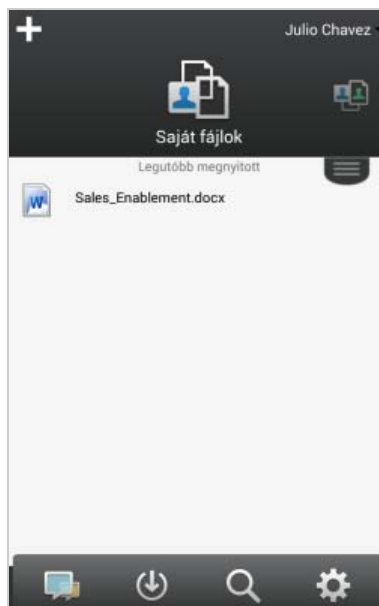 Julio Chavez
Saját fájlok
Legutóbb megnyitott
Sales_Enablement.docx